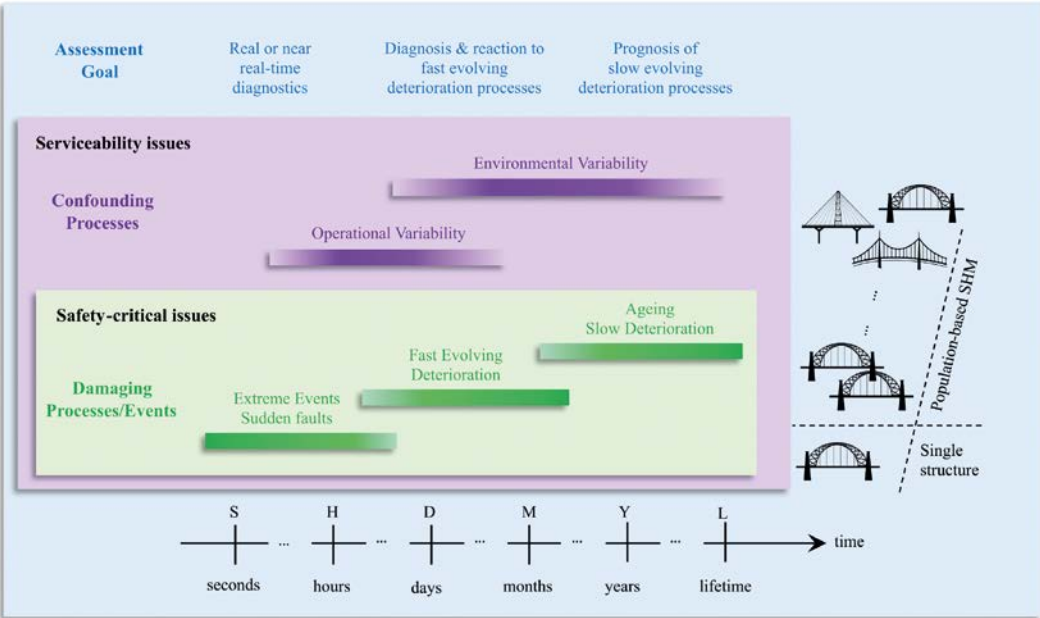 Assessment
Goal
Real or near
real-time
diagnostics
Diagnosis & reaction to
fast evolving
deterioration processes
Prognosis of
slow evolving
deterioration processes
Serviceability issues
Confounding
Processes
Environmental Variability
Operational Variability
Safety-critical issues
Damaging
Processes/Events
Ageing
Slow Deterioration
Fast Evolving
Deterioration
Extreme Events
Sudden faults
Population-based SHM
Single
structure
S
H
D
M
Y
L
...
...
...
...
...
time
seconds
hours
days
months
years
lifetime